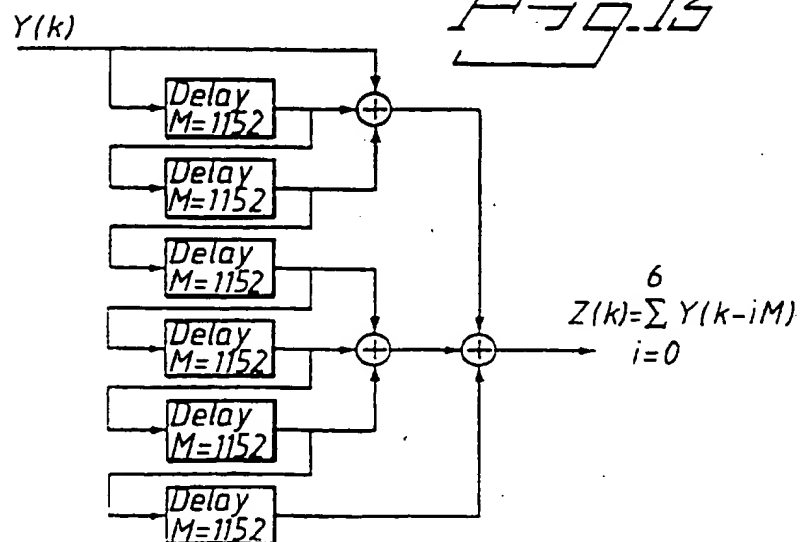 Y(k)
Fig.13
Delay
M=1152
Delay
M=1152
Delay
M=1152
Delay
M=1152
Delay
M=1152
Delay
M=1152
6
Z(k)=Σ Y(k-iM)
i=0